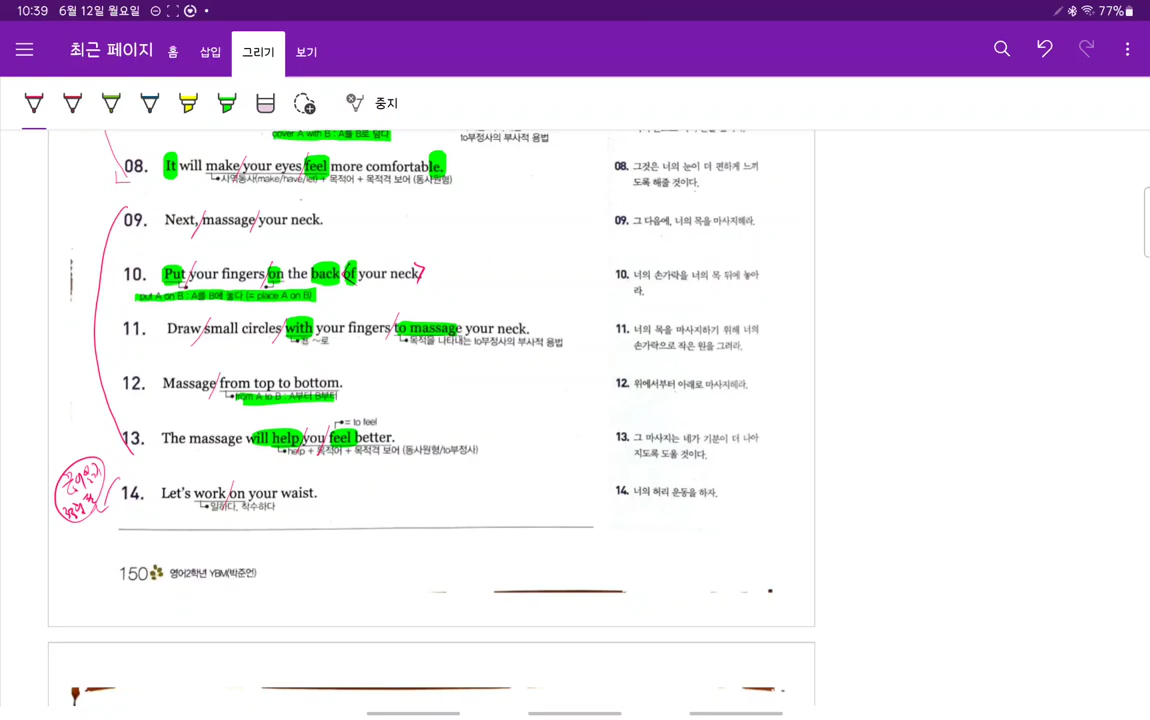 10:39 6월 12일 월요일
77%
최근 페이지 홈 삽입 그리기 보기
중지
cover A with B : A를 B로 덮다
to부정사의 부사적 용법
08. It will make your eyes feel more comfortable.
사역동사(make/have/let) + 목적어 + 목적격 보어 (동사원형)
08. 그것은 너의 눈이 더 편하게 느끼
도록 해줄 것이다.
09. Next, massage your neck.
09. 그 다음에, 너의 목을 마사지해라.
10. Put your fingers on the back of your neck.
put A on B : A를 B에 놓다 (= place A on B)
10. 너의 손가락을 너의 목 뒤에 놓아
라.
11. Draw small circles with your fingers to massage your neck.
~로
목적을 나타내는 to부정사의 부사적 용법
11. 너의 목을 마사지하기 위해 너의
손가락으로 작은 원을 그려라.
12. Massage from top to bottom.
from A to B : A부터 B부터
12. 위에서부터 아래로 마사지해라.
= to feel
13. The massage will help you feel better.
help + 목적어 + 목적격 보어 (동사원형/to부정사)
13. 그 마사지는 네가 기분이 더 나아
지도록 도울 것이다.
14. Let's work on your waist.
일하다, 착수하다
14. 너의 허리 운동을 하자.
150 영어2학년 YBM(박준언)